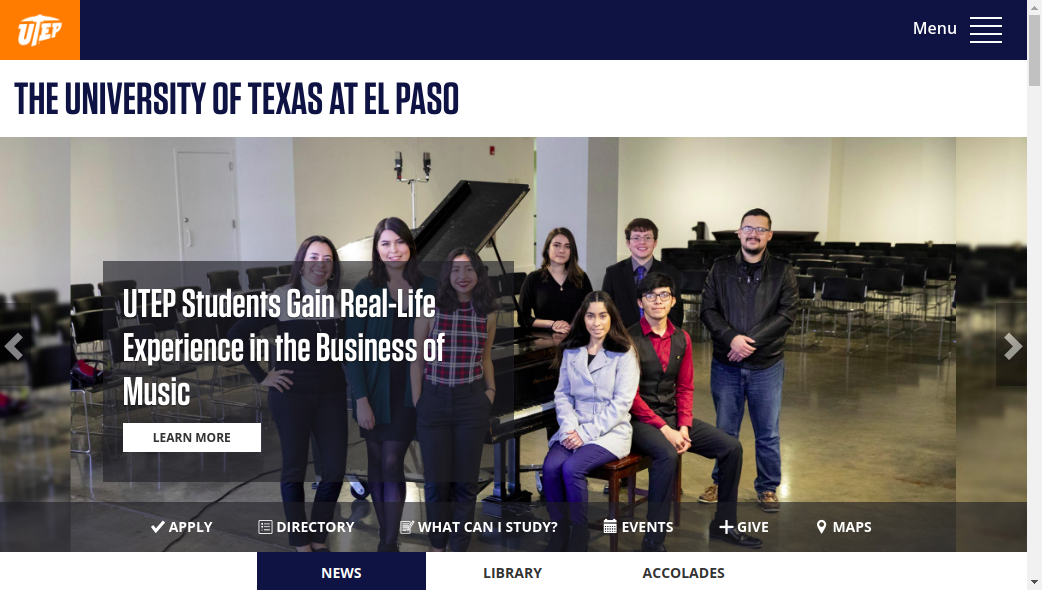 UTEP
Menu
THE UNIVERSITY OF TEXAS AT EL PASO
UTEP Students Gain Real-Life
Experience in the Business of
Music
LEARN MORE
APPLY
DIRECTORY
WHAT CAN I STUDY?
EVENTS
GIVE
MAPS
NEWS
LIBRARY
ACCOLADES